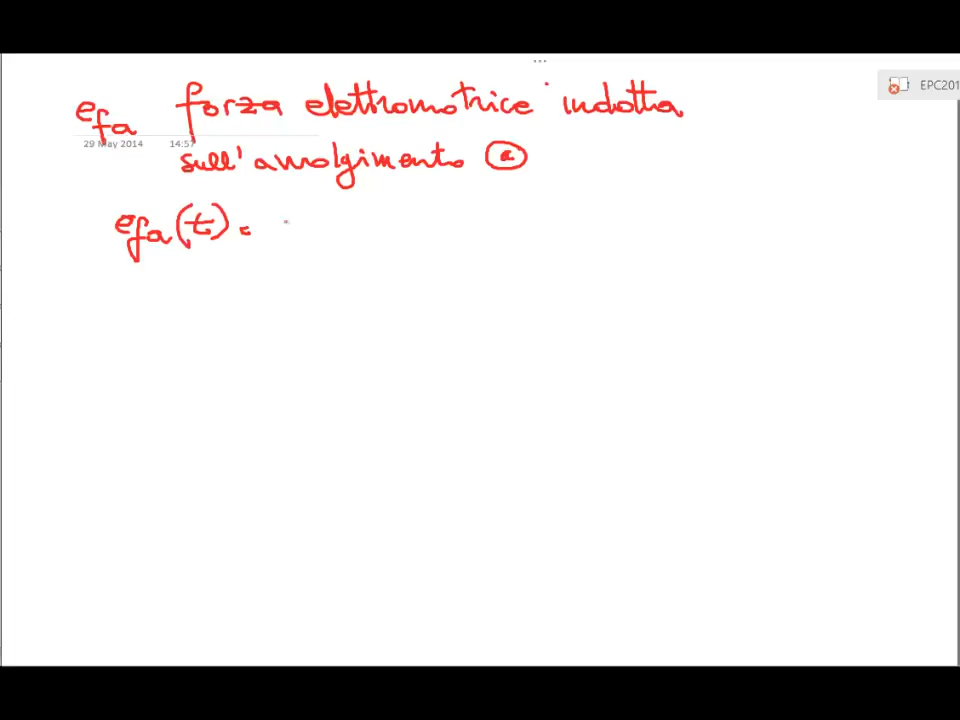 ...
EPC201
efa forza elettromotrice indotta
29 May 2014 14:57
sull'avvolgimento ⓐ
efa(t)=